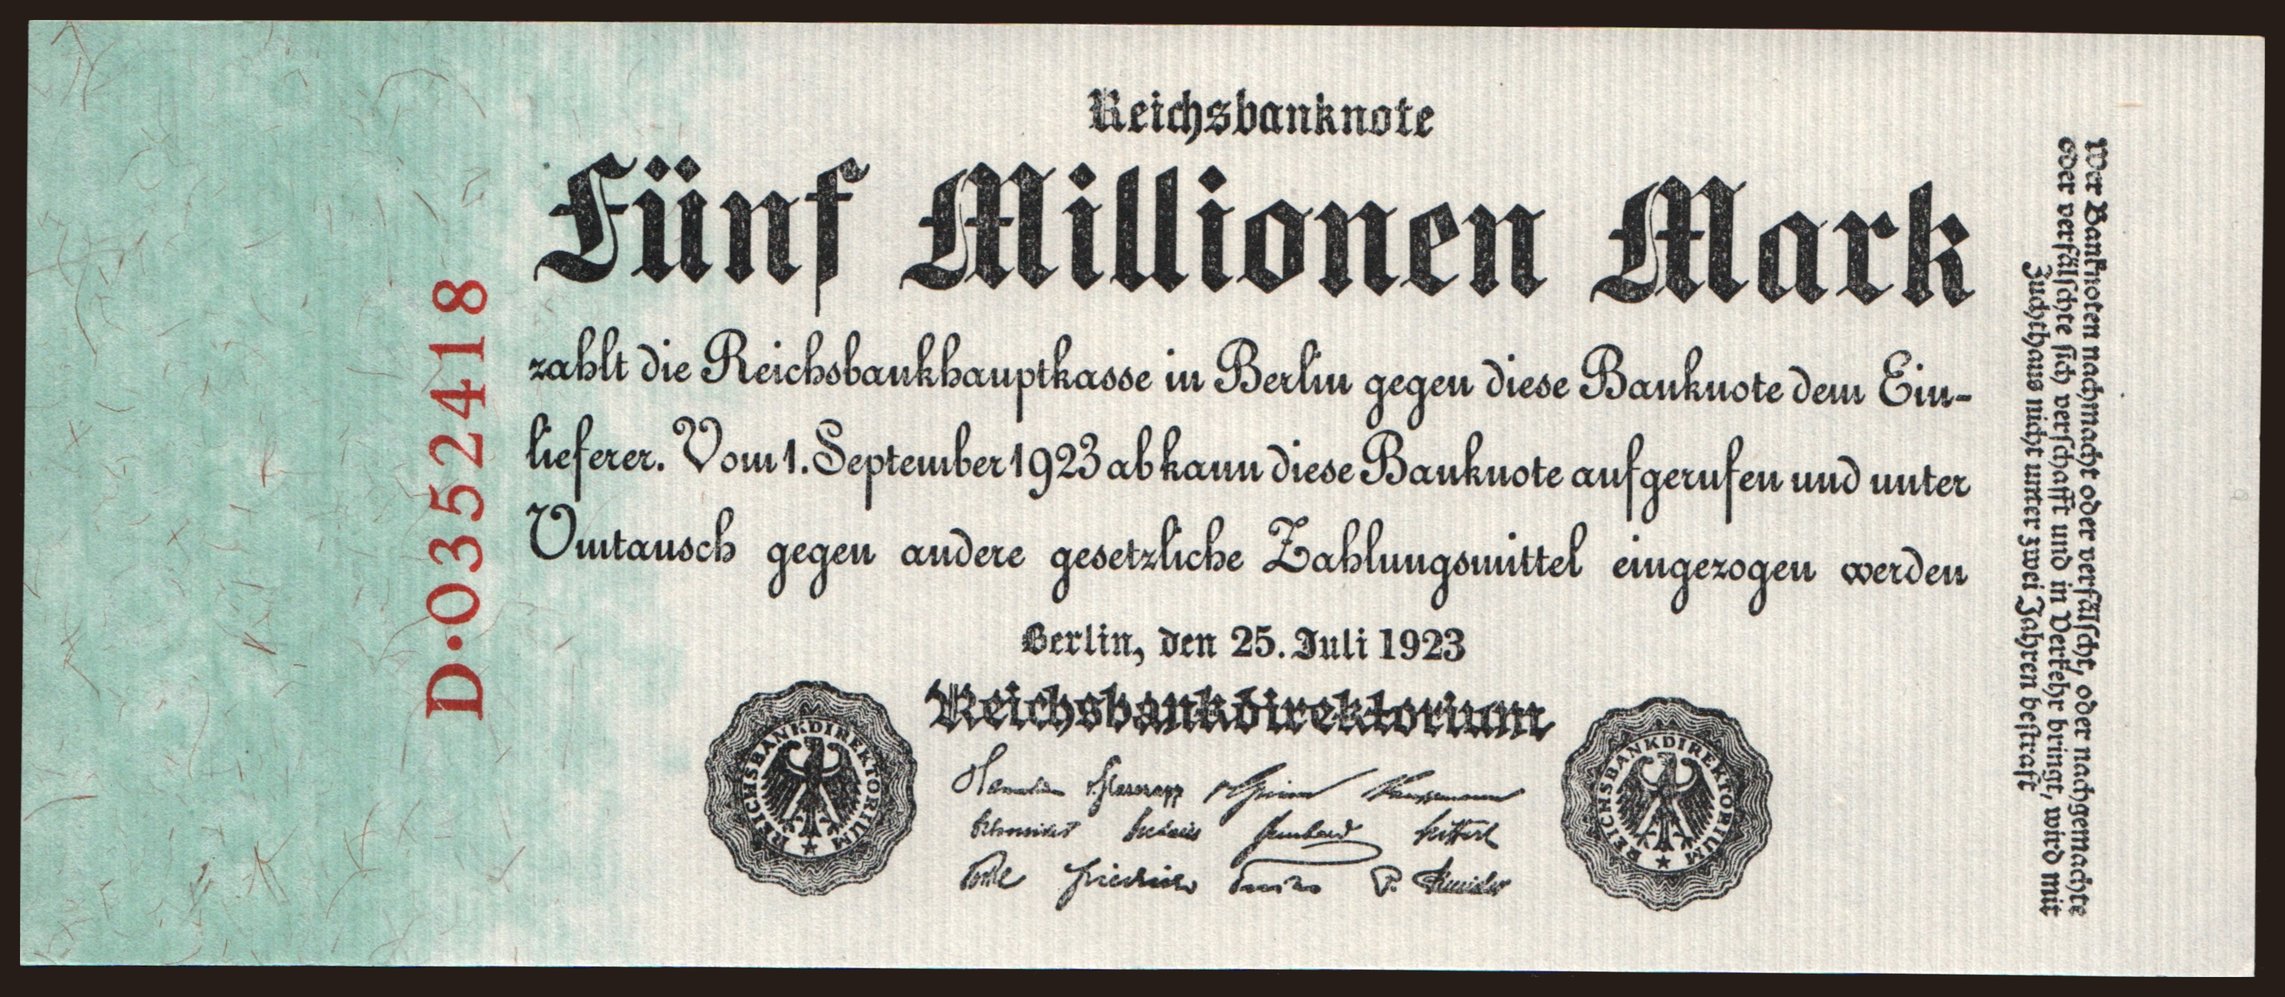 Reichsbanknote
Fünf Millionen Mark
zahlt die Reichsbankhauptkasse in Berlin gegen diese Banknote dem Ein-
lieferer. Vom 1. September 1923 ab kann diese Banknote aufgerufen und unter
Umtausch gegen andere gesetzliche Zahlungsmittel eingezogen werden
Berlin, den 25. Juli 1923
Reichsbankdirektorium
REICHSBANKDIREKTORIUM
REICHSBANKDIREKTORIUM
D·0352418
Wer Banknoten nachmacht oder verfälscht, oder nachgemachte
oder verfälschte sich verschafft und in Verkehr bringt, wird mit
Zuchthaus nicht unter zwei Jahren bestraft